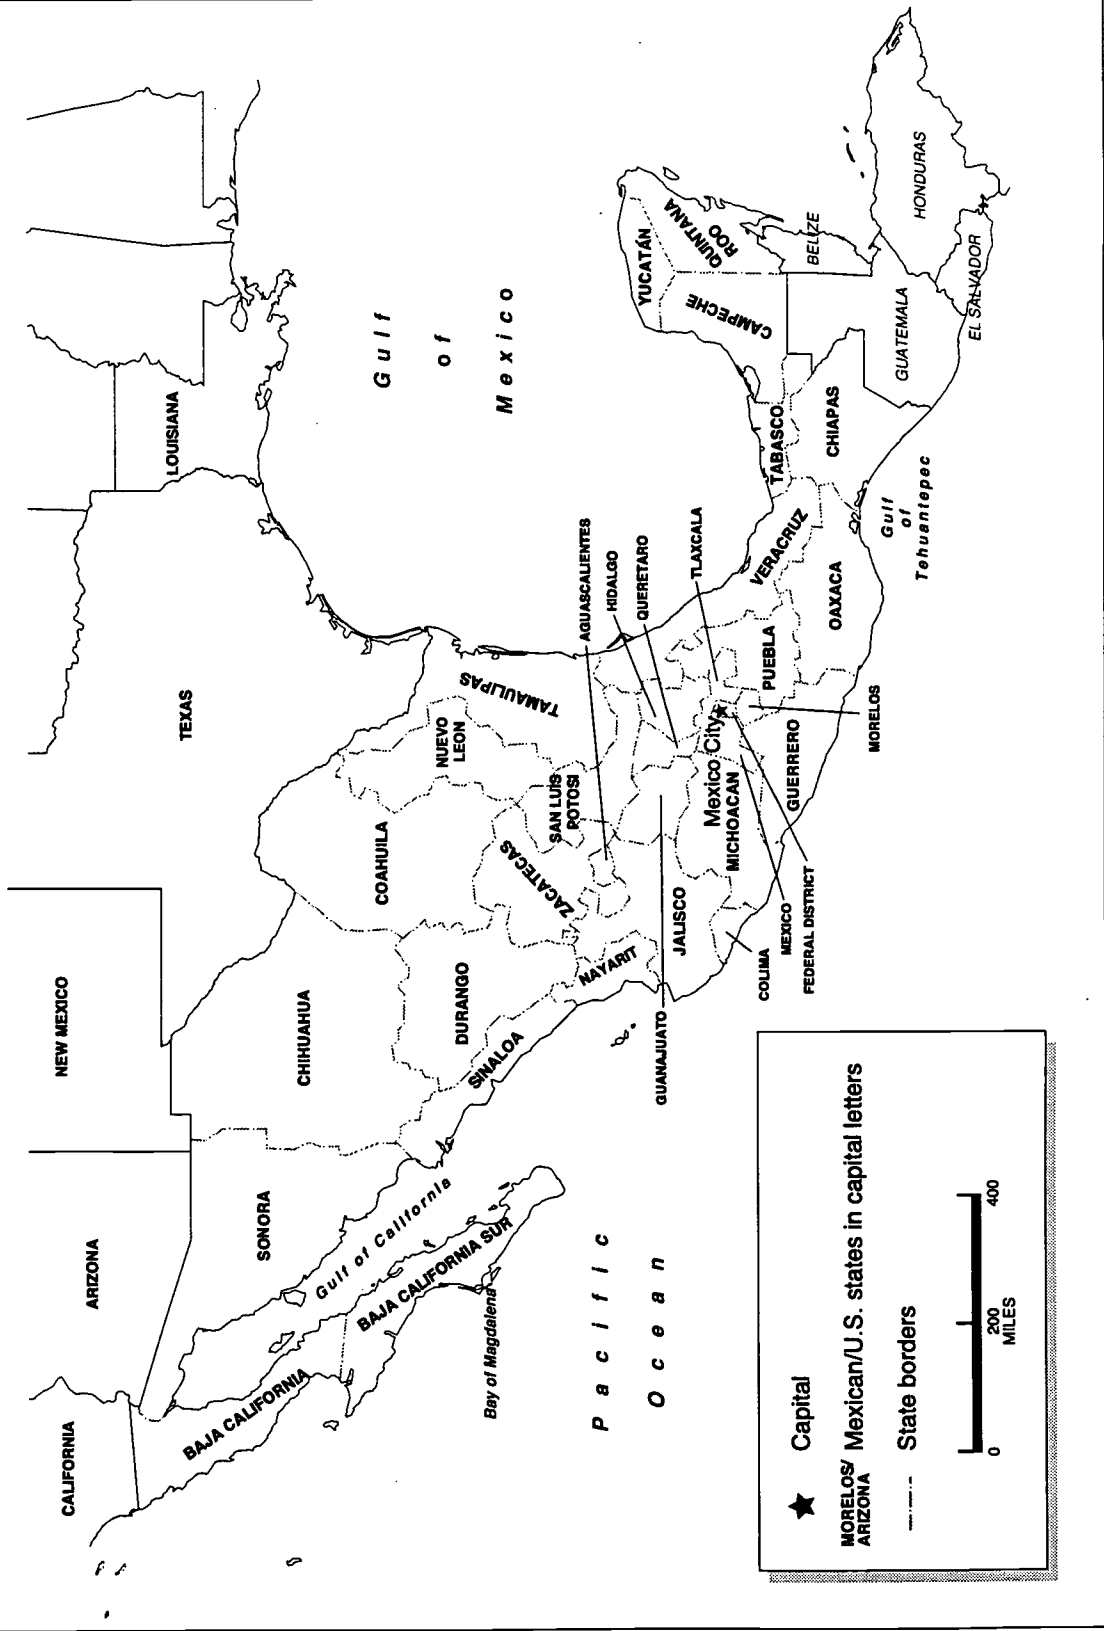 CALIFORNIA
ARIZONA
NEW MEXICO
TEXAS
LOUISIANA
BAJA CALIFORNIA
SONORA
CHIHUAHUA
COAHUILA
NUEVO
LEON
TAMAULIPAS
Gulf
of
Mexico
Gulf of California
BAJA CALIFORNIA SUR
Bay of Magdalena
SINALOA
DURANGO
ZACATECAS
SAN LUIS
POTOSI
NAYARIT
AGUASCALIENTES
HIDALGO
QUERETARO
TLAXCALA
GUANAJUATO
JALISCO
Mexico City
MICHOACAN
COLIMA
MEXICO
FEDERAL DISTRICT
GUERRERO
MORELOS
PUEBLA
VERACRUZ
OAXACA
TABASCO
CHIAPAS
YUCATÁN
CAMPECHE
QUINTANA
ROO
BELIZE
GUATEMALA
HONDURAS
EL SALVADOR
Gulf
of
Tehuantepec
Pacific
Ocean
Capital
MORELOS/
ARIZONA
Mexican/U.S. states in capital letters
State borders
0 200 400
MILES